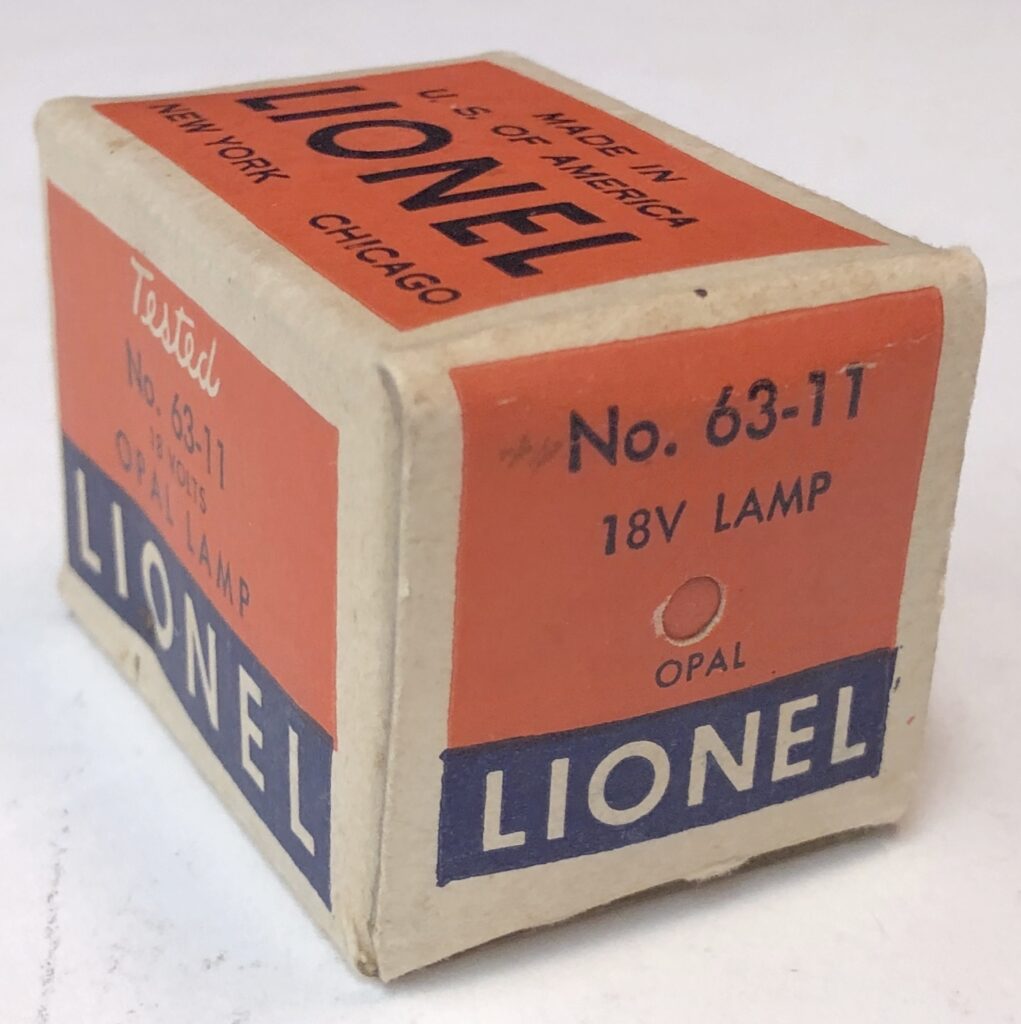 MADE IN
U. S. OF AMERICA
LIONEL
NEW YORK CHICAGO
Tested
No. 63-11
18 VOLTS
OPAL LAMP
LIONEL
No. 63-11
18V LAMP
OPAL
LIONEL